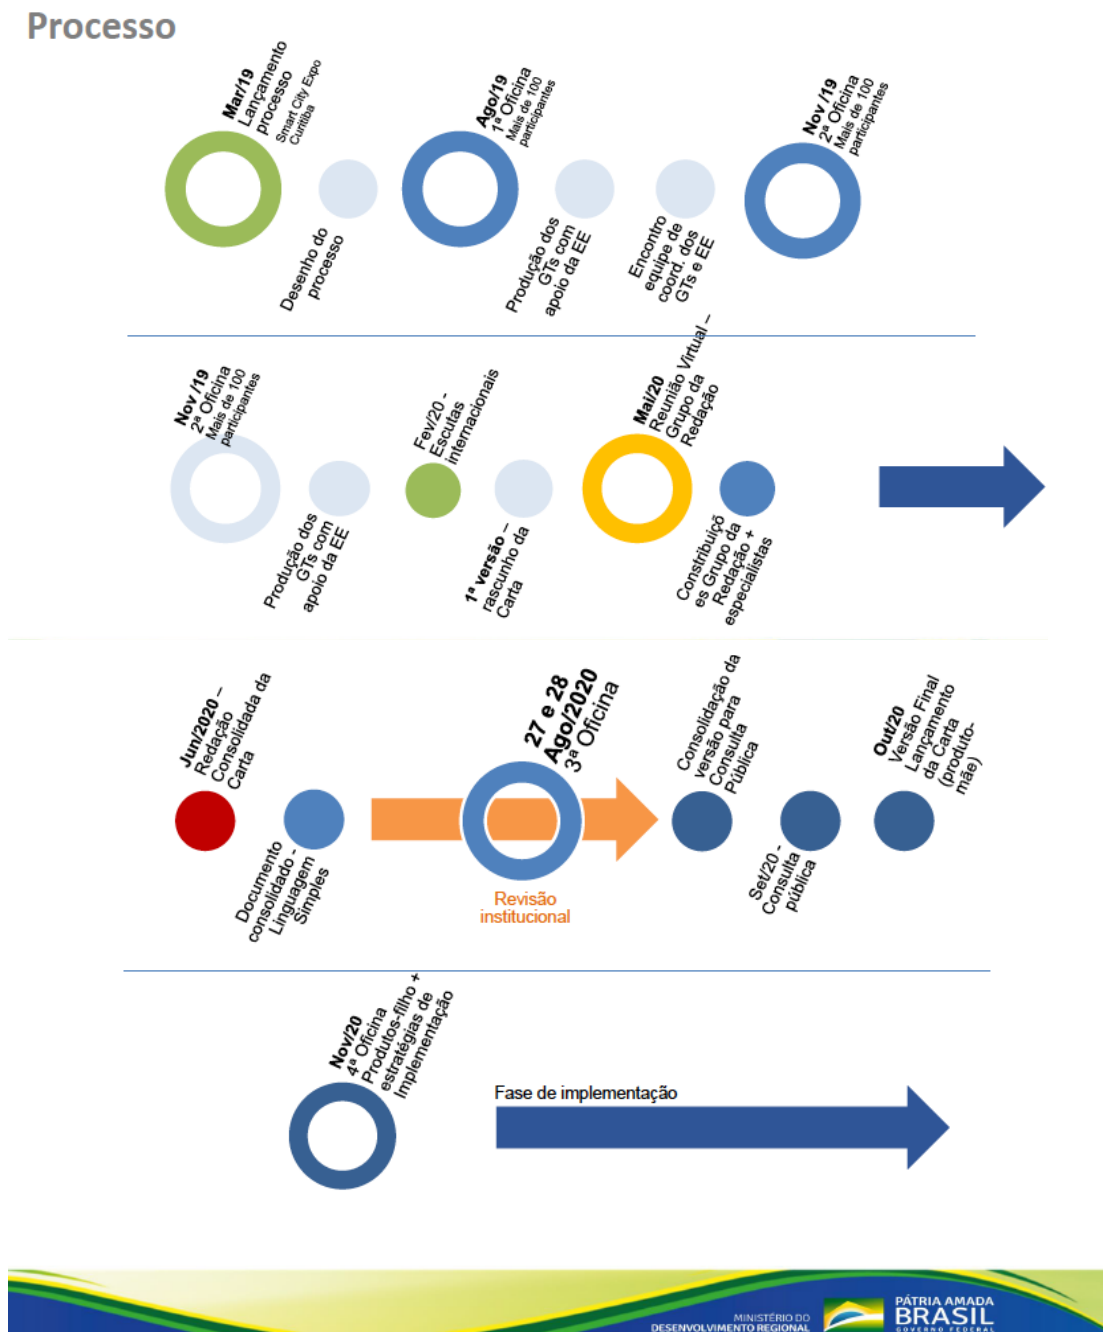 Processo
Mar/19
Lançamento
processo
Smart City Expo
Curitiba
Desenho do
processo
Ago/19
1ª Oficina
Mais de 100
participantes
Produção dos
GTs com
apoio da EE
Encontro
equipe de
coord. dos
GTs e EE
Nov /19
2ª Oficina
Mais de 100
participantes
Nov /19
2ª Oficina
Mais de 100
participantes
Produção dos
GTs com
apoio da EE
Fev/20 -
Escutas
internacionais
1ª versão –
rascunho da
Carta
Mai/20
Reunião Virtual –
Grupo da
Redação
Constribuiçõ
es Grupo da
Redação +
especialistas
Jun/2020 –
Redação
Consolidada da
Carta
Documento
consolidado -
Linguagem
Simples
27 e 28
Ago/2020
3ª Oficina
Revisão
institucional
Consolidação da
versão para
Consulta
Pública
Set/20 -
Consulta
pública
Out/20
Versão Final
Lançamento
da Carta
(produto-
mãe)
Nov/20
4ª Oficina
Produtos-filho +
estratégias de
Implementação
Fase de implementação
MINISTÉRIO DO
DESENVOLVIMENTO REGIONAL
PÁTRIA AMADA
BRASIL
GOVERNO FEDERAL